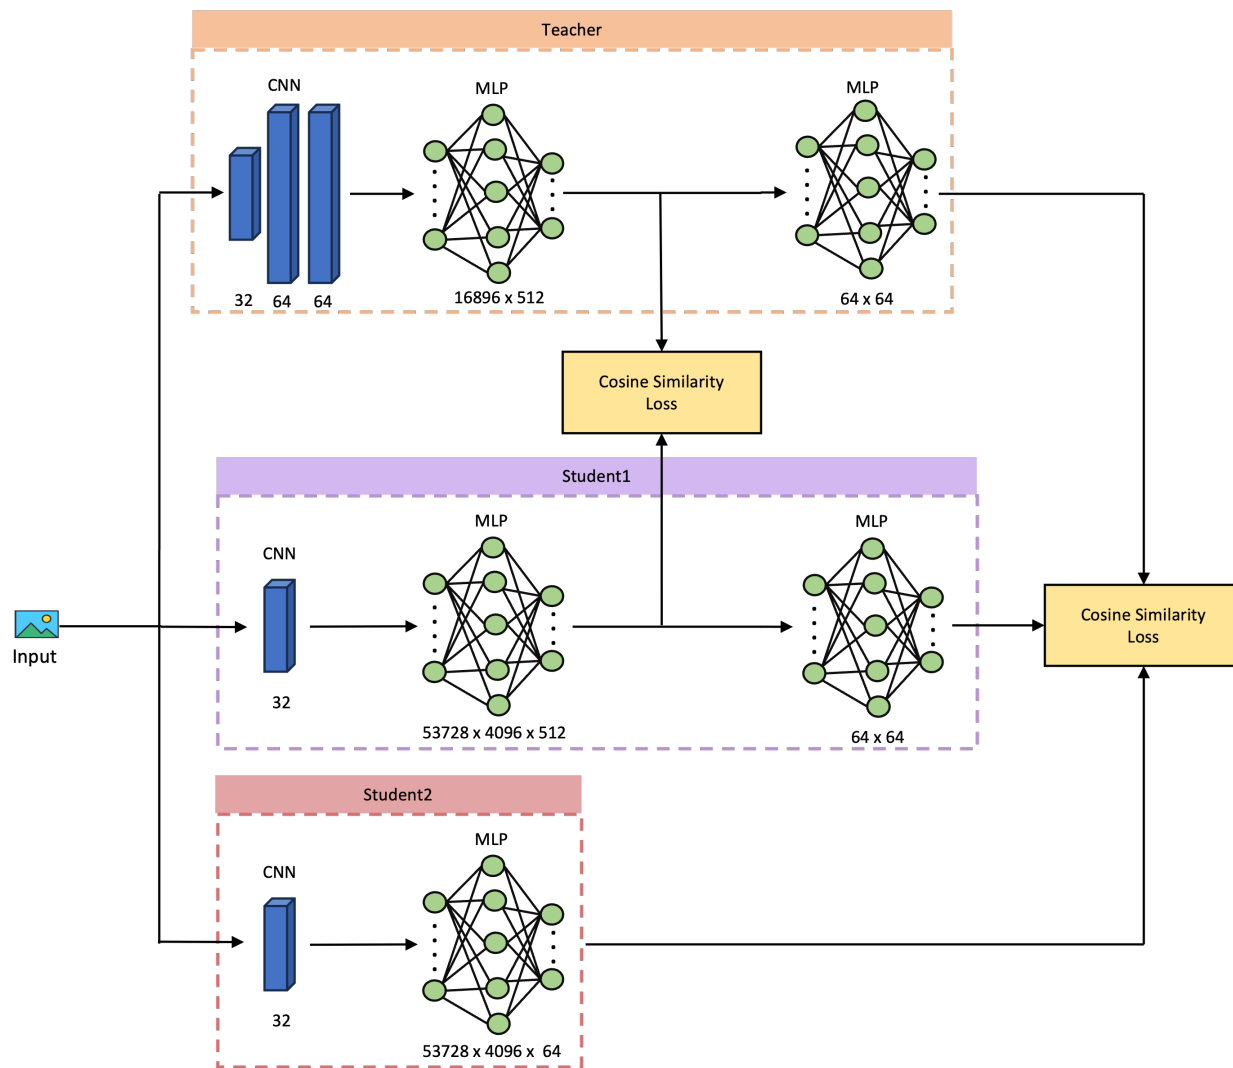 Teacher
CNN
MLP
MLP
32
64
64
16896 x 512
64 x 64
Cosine Similarity
Loss
Student1
CNN
MLP
MLP
32
53728 x 4096 x 512
64 x 64
Input
Cosine Similarity
Loss
Student2
CNN
MLP
32
53728 x 4096 x 64